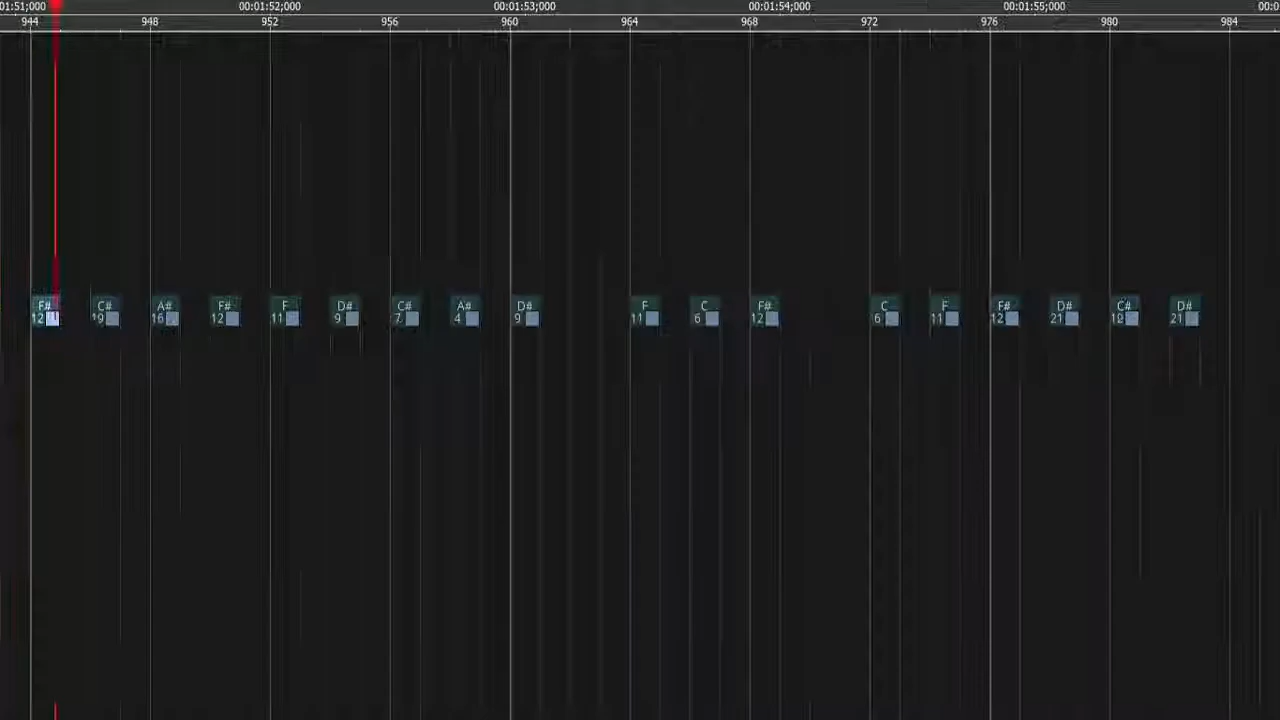 01:51;000 00:01:52;000 00:01:53;000 00:01:54;000 00:01:55;000 00:0
944 948 952 956 960 964 968 972 976 980 984
F# C# A# F# F D# C# A# D# F C F# C F F# D# C# D#
12 19 16 12 11 9 7 4 9 11 6 12 6 11 12 21 21